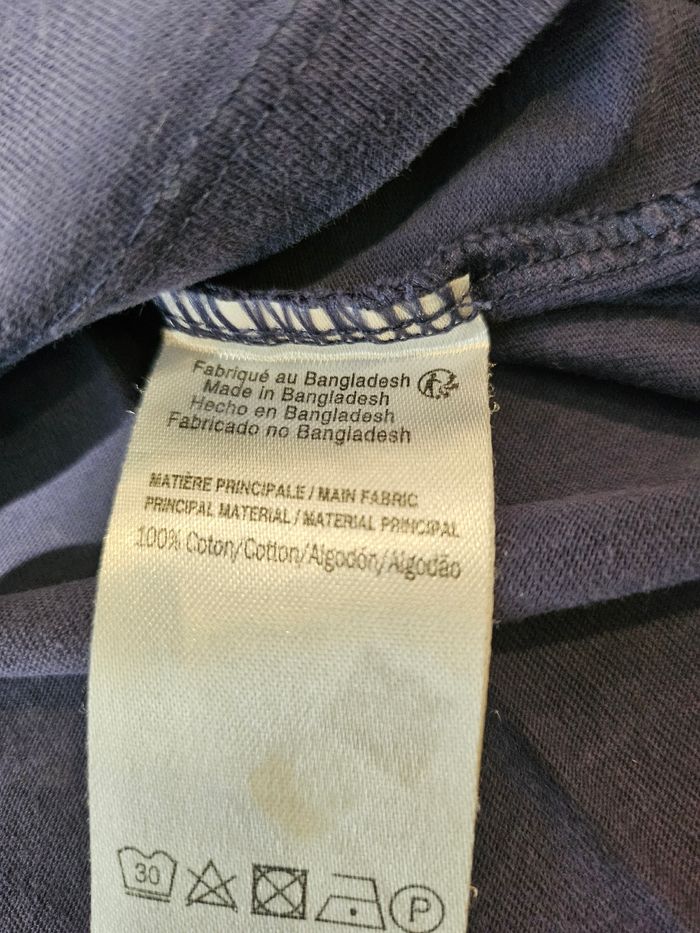 Fabriqué au Bangladesh
Made in Bangladesh
Hecho en Bangladesh
Fabricado no Bangladesh
MATIÈRE PRINCIPALE / MAIN FABRIC
PRINCIPAL MATERIAL / MATERIAL PRINCIPAL
100% Coton/Cotton/Algodón/Algodão
30
P